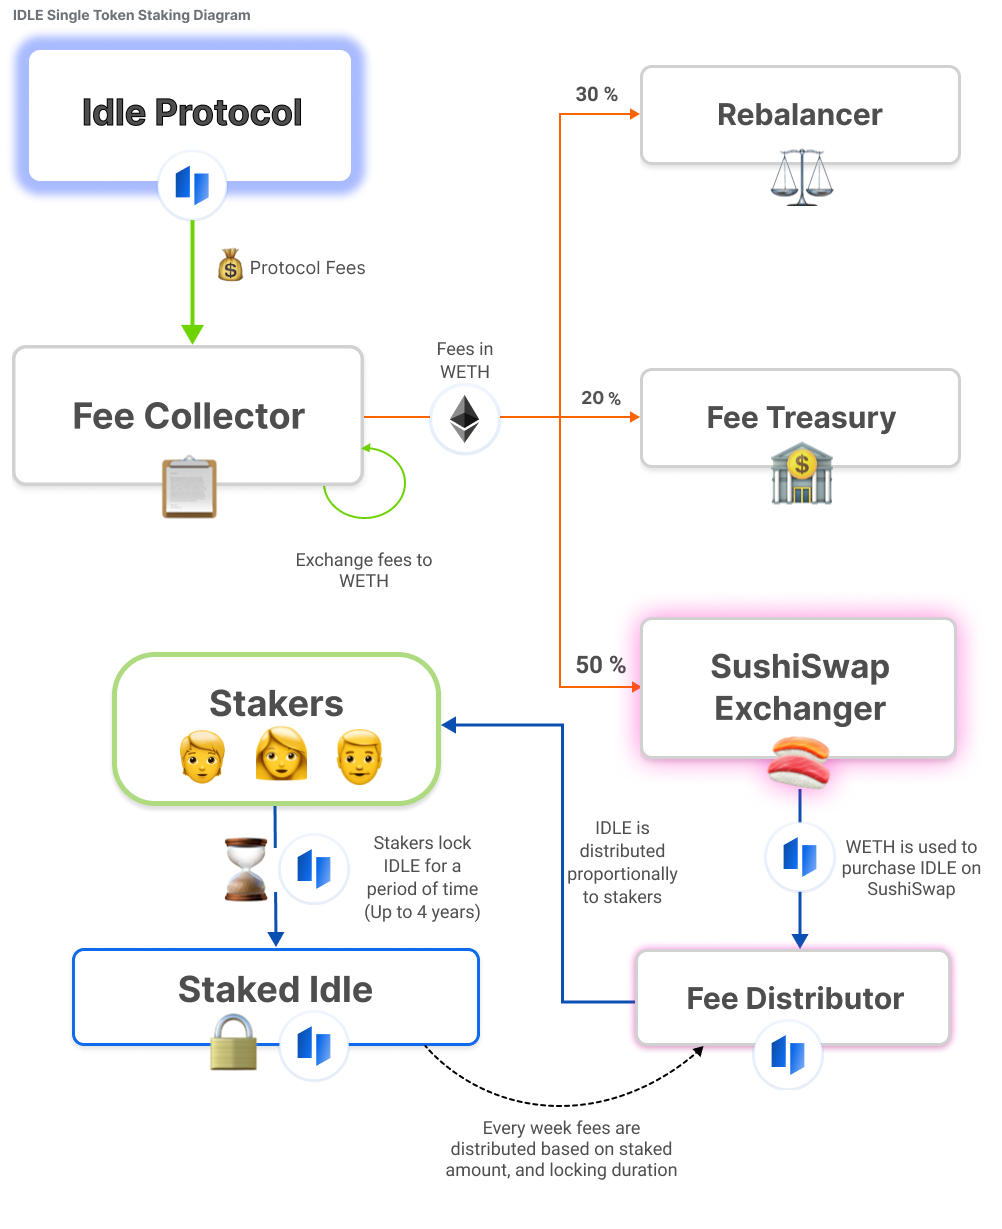 IDLE Single Token Staking Diagram
Idle Protocol
Protocol Fees
30 %
Rebalancer
Fees in
WETH
Fee Collector
20 %
Fee Treasury
Exchange fees to
WETH
50 %
SushiSwap
Exchanger
Stakers
Stakers lock
IDLE for a
period of time
(Up to 4 years)
IDLE is
distributed
proportionally
to stakers
WETH is used to
purchase IDLE on
SushiSwap
Staked Idle
Fee Distributor
Every week fees are
distributed based on staked
amount, and locking duration